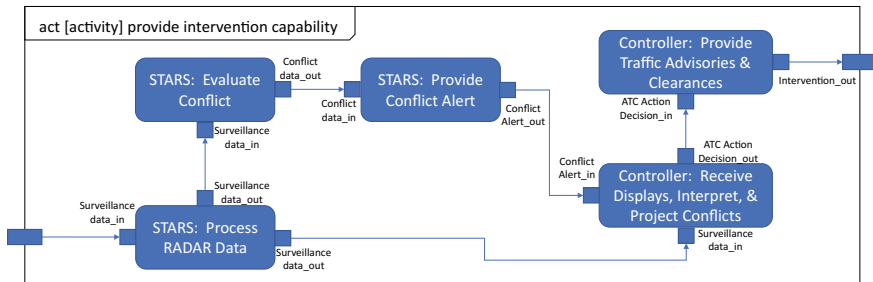 act [activity] provide intervention capability
STARS: Evaluate
Conflict
Conflict
data_out
Conflict
data_in
STARS: Provide
Conflict Alert
Conflict
Alert_out
Controller: Provide
Traffic Advisories &
Clearances
Intervention_out
ATC Action
Decision_in
Surveillance
data_in
ATC Action
Decision_out
Conflict
Alert_in
Controller: Receive
Displays, Interpret, &
Project Conflicts
Surveillance
data_out
Surveillance
data_in
STARS: Process
RADAR Data
Surveillance
data_out
Surveillance
data_in